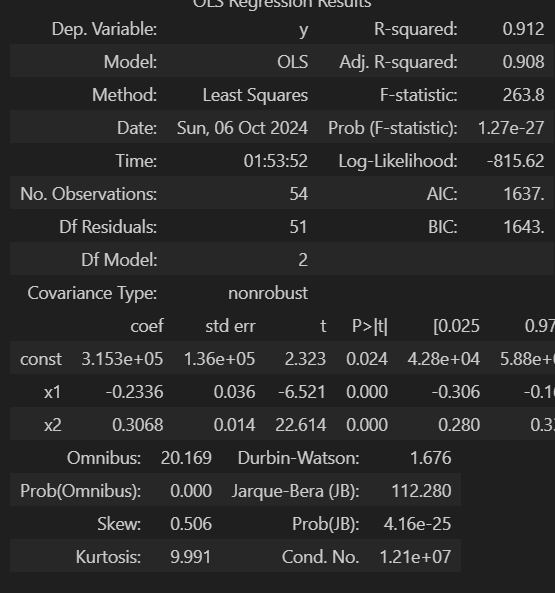 OLS Regression Results
Dep. Variable: y R-squared: 0.912
Model: OLS Adj. R-squared: 0.908
Method: Least Squares F-statistic: 263.8
Date: Sun, 06 Oct 2024 Prob (F-statistic): 1.27e-27
Time: 01:53:52 Log-Likelihood: -815.62
No. Observations: 54 AIC: 1637.
Df Residuals: 51 BIC: 1643.
Df Model: 2
Covariance Type: nonrobust
coef std err t P>|t| [0.025 0.97
const 3.153e+05 1.36e+05 2.323 0.024 4.28e+04 5.88e+
x1 -0.2336 0.036 -6.521 0.000 -0.306 -0.1
x2 0.3068 0.014 22.614 0.000 0.280 0.3
Omnibus: 20.169 Durbin-Watson: 1.676
Prob(Omnibus): 0.000 Jarque-Bera (JB): 112.280
Skew: 0.506 Prob(JB): 4.16e-25
Kurtosis: 9.991 Cond. No. 1.21e+07